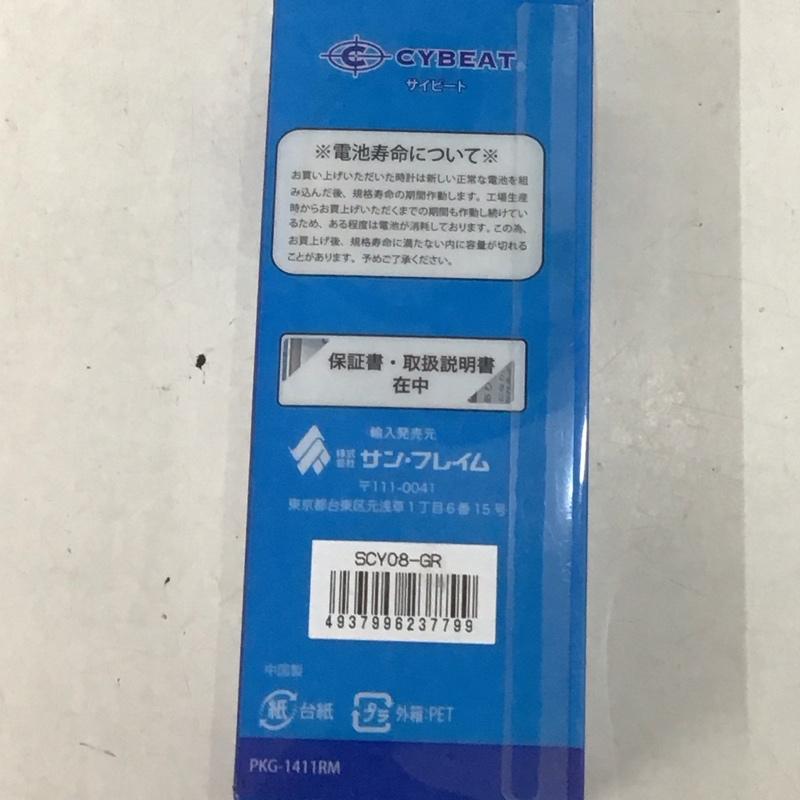 CYBEAT
サイビート
※電池寿命について※
お買い上げいただいた時計は新しい正常な電池を組
み込んだ後、規格寿命の期間作動します。工場生産
時からお買上げいただくまでの期間も作動し続けてい
るため、ある程度は電池が消耗しております。この為、
お買上げ後、規格寿命に満たない内に容量が切れる
ことがあります。予めご了承ください。
保証書・取扱説明書
在中
輸入発売元
株式会社 サン・フレイム
〒111-0041
東京都台東区元浅草1丁目6番15号
SCY08-GR
4937996237799
中国製
紙 台紙 プラ 外箱:PET
PKG-1411RM